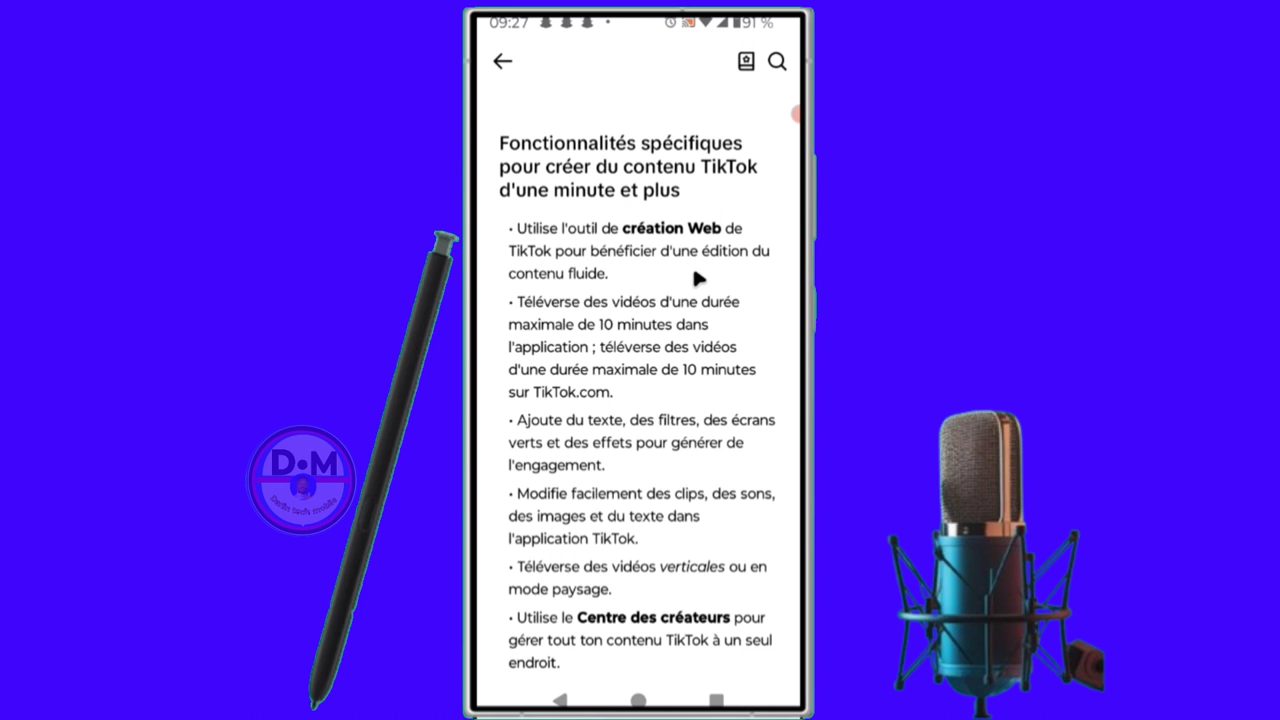 09:27
91 %
Fonctionnalités spécifiques
pour créer du contenu TikTok
d'une minute et plus
• Utilise l'outil de création Web de
TikTok pour bénéficier d'une édition du
contenu fluide.
• Téléverse des vidéos d'une durée
maximale de 10 minutes dans
l'application ; téléverse des vidéos
d'une durée maximale de 10 minutes
sur TikTok.com.
• Ajoute du texte, des filtres, des écrans
verts et des effets pour générer de
l'engagement.
• Modifie facilement des clips, des sons,
des images et du texte dans
l'application TikTok.
• Téléverse des vidéos verticales ou en
mode paysage.
• Utilise le Centre des créateurs pour
gérer tout ton contenu TikTok à un seul
endroit.
D•M
tech mobile